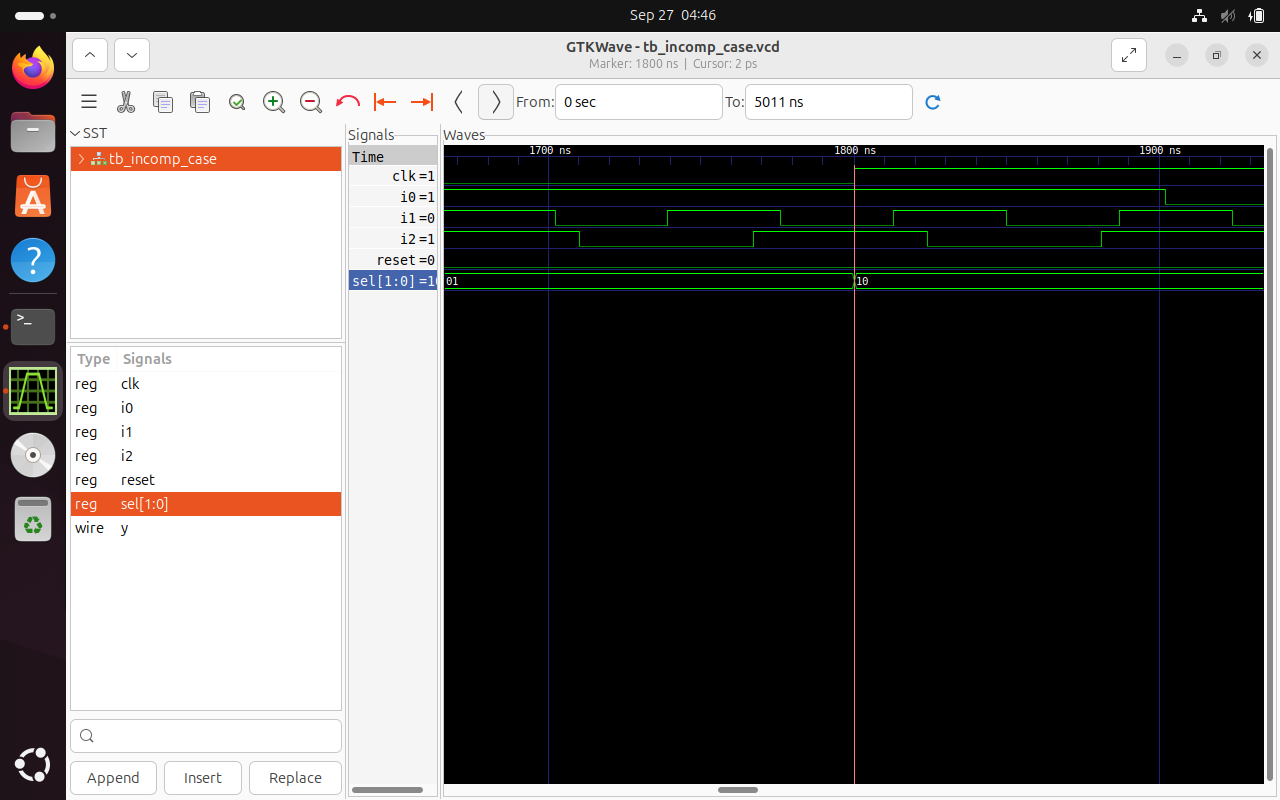 Sep 27 04:46
GTKWave - tb_incomp_case.vcd
Marker: 1800 ns | Cursor: 2 ps
From:
0 sec
To:
5011 ns
SST
tb_incomp_case
Type Signals
reg clk
reg i0
reg i1
reg i2
reg reset
reg sel[1:0]
wire y
Append
Insert
Replace
Signals
Time
clk =1
i0 =1
i1 =0
i2 =1
reset =0
sel[1:0] =10
Waves
1700 ns
1800 ns
1900 ns
01
10